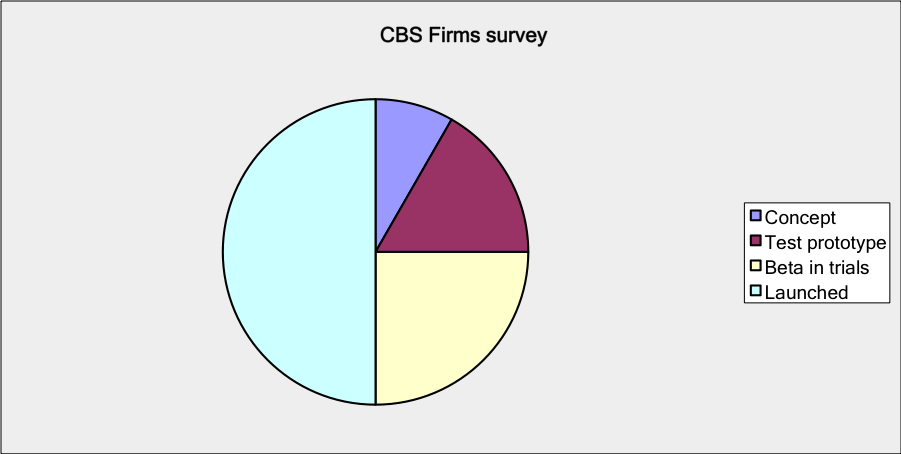 CBS Firms survey
Concept
Test prototype
Beta in trials
Launched